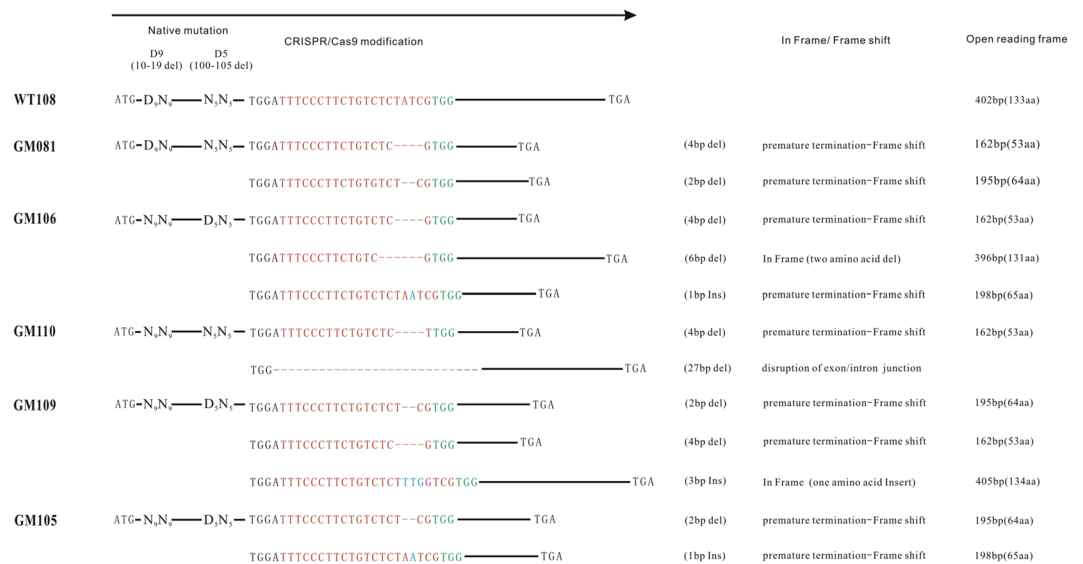 Native mutation
CRISPR/Cas9 modification
In Frame/ Frame shift
Open reading frame
D9
(10-19 del)
D5
(100-105 del)
WT108 ATG D₉N₉ N₅N₅ TGGATTTCCCTTCTGTCTCTATCGTGG TGA 402bp(133aa)
GM081 ATG D₉N₉ N₅N₅ TGGATTTCCCTTCTGTCTC----GTGG TGA (4bp del) premature termination-Frame shift 162bp(53aa)
TGGATTTCCCTTCTGTGTCT--CGTGG TGA (2bp del) premature termination-Frame shift 195bp(64aa)
GM106 ATG N₉N₉ D₅N₅ TGGATTTCCCTTCTGTCTC----GTGG TGA (4bp del) premature termination-Frame shift 162bp(53aa)
TGGATTTCCCTTCTGTC------GTGG TGA (6bp del) In Frame (two amino acid del) 396bp(131aa)
TGGATTTCCCTTCTGTCTCTAATCGTGG TGA (1bp Ins) premature termination-Frame shift 198bp(65aa)
GM110 ATG N₉N₉ N₅N₅ TGGATTTCCCTTCTGTCTC----TTGG TGA (4bp del) premature termination-Frame shift 162bp(53aa)
TGG--------------------------- TGA (27bp del) disruption of exon/intron junction
GM109 ATG N₉N₉ D₅N₅ TGGATTTCCCTTCTGTCTCT--CGTGG TGA (2bp del) premature termination-Frame shift 195bp(64aa)
TGGATTTCCCTTCTGTCTC----GTGG TGA (4bp del) premature termination-Frame shift 162bp(53aa)
TGGATTTCCCTTCTGTCTCTTTGGTCGTGG TGA (3bp Ins) In Frame (one amino acid Insert) 405bp(134aa)
GM105 ATG N₉N₉ D₅N₅ TGGATTTCCCTTCTGTCTCT--CGTGG TGA (2bp del) premature termination-Frame shift 195bp(64aa)
TGGATTTCCCTTCTGTCTCTAATCGTGG TGA (1bp Ins) premature termination-Frame shift 198bp(65aa)